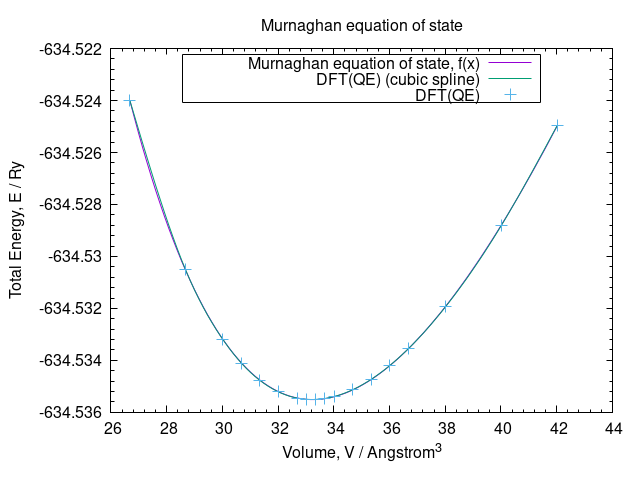 Murnaghan equation of state
-634.522
-634.524
-634.526
-634.528
-634.53
-634.532
-634.534
-634.536
Total Energy, E / Ry
Murnaghan equation of state, f(x)
DFT(QE) (cubic spline)
DFT(QE)
26 28 30 32 34 36 38 40 42 44
Volume, V / Angstrom³